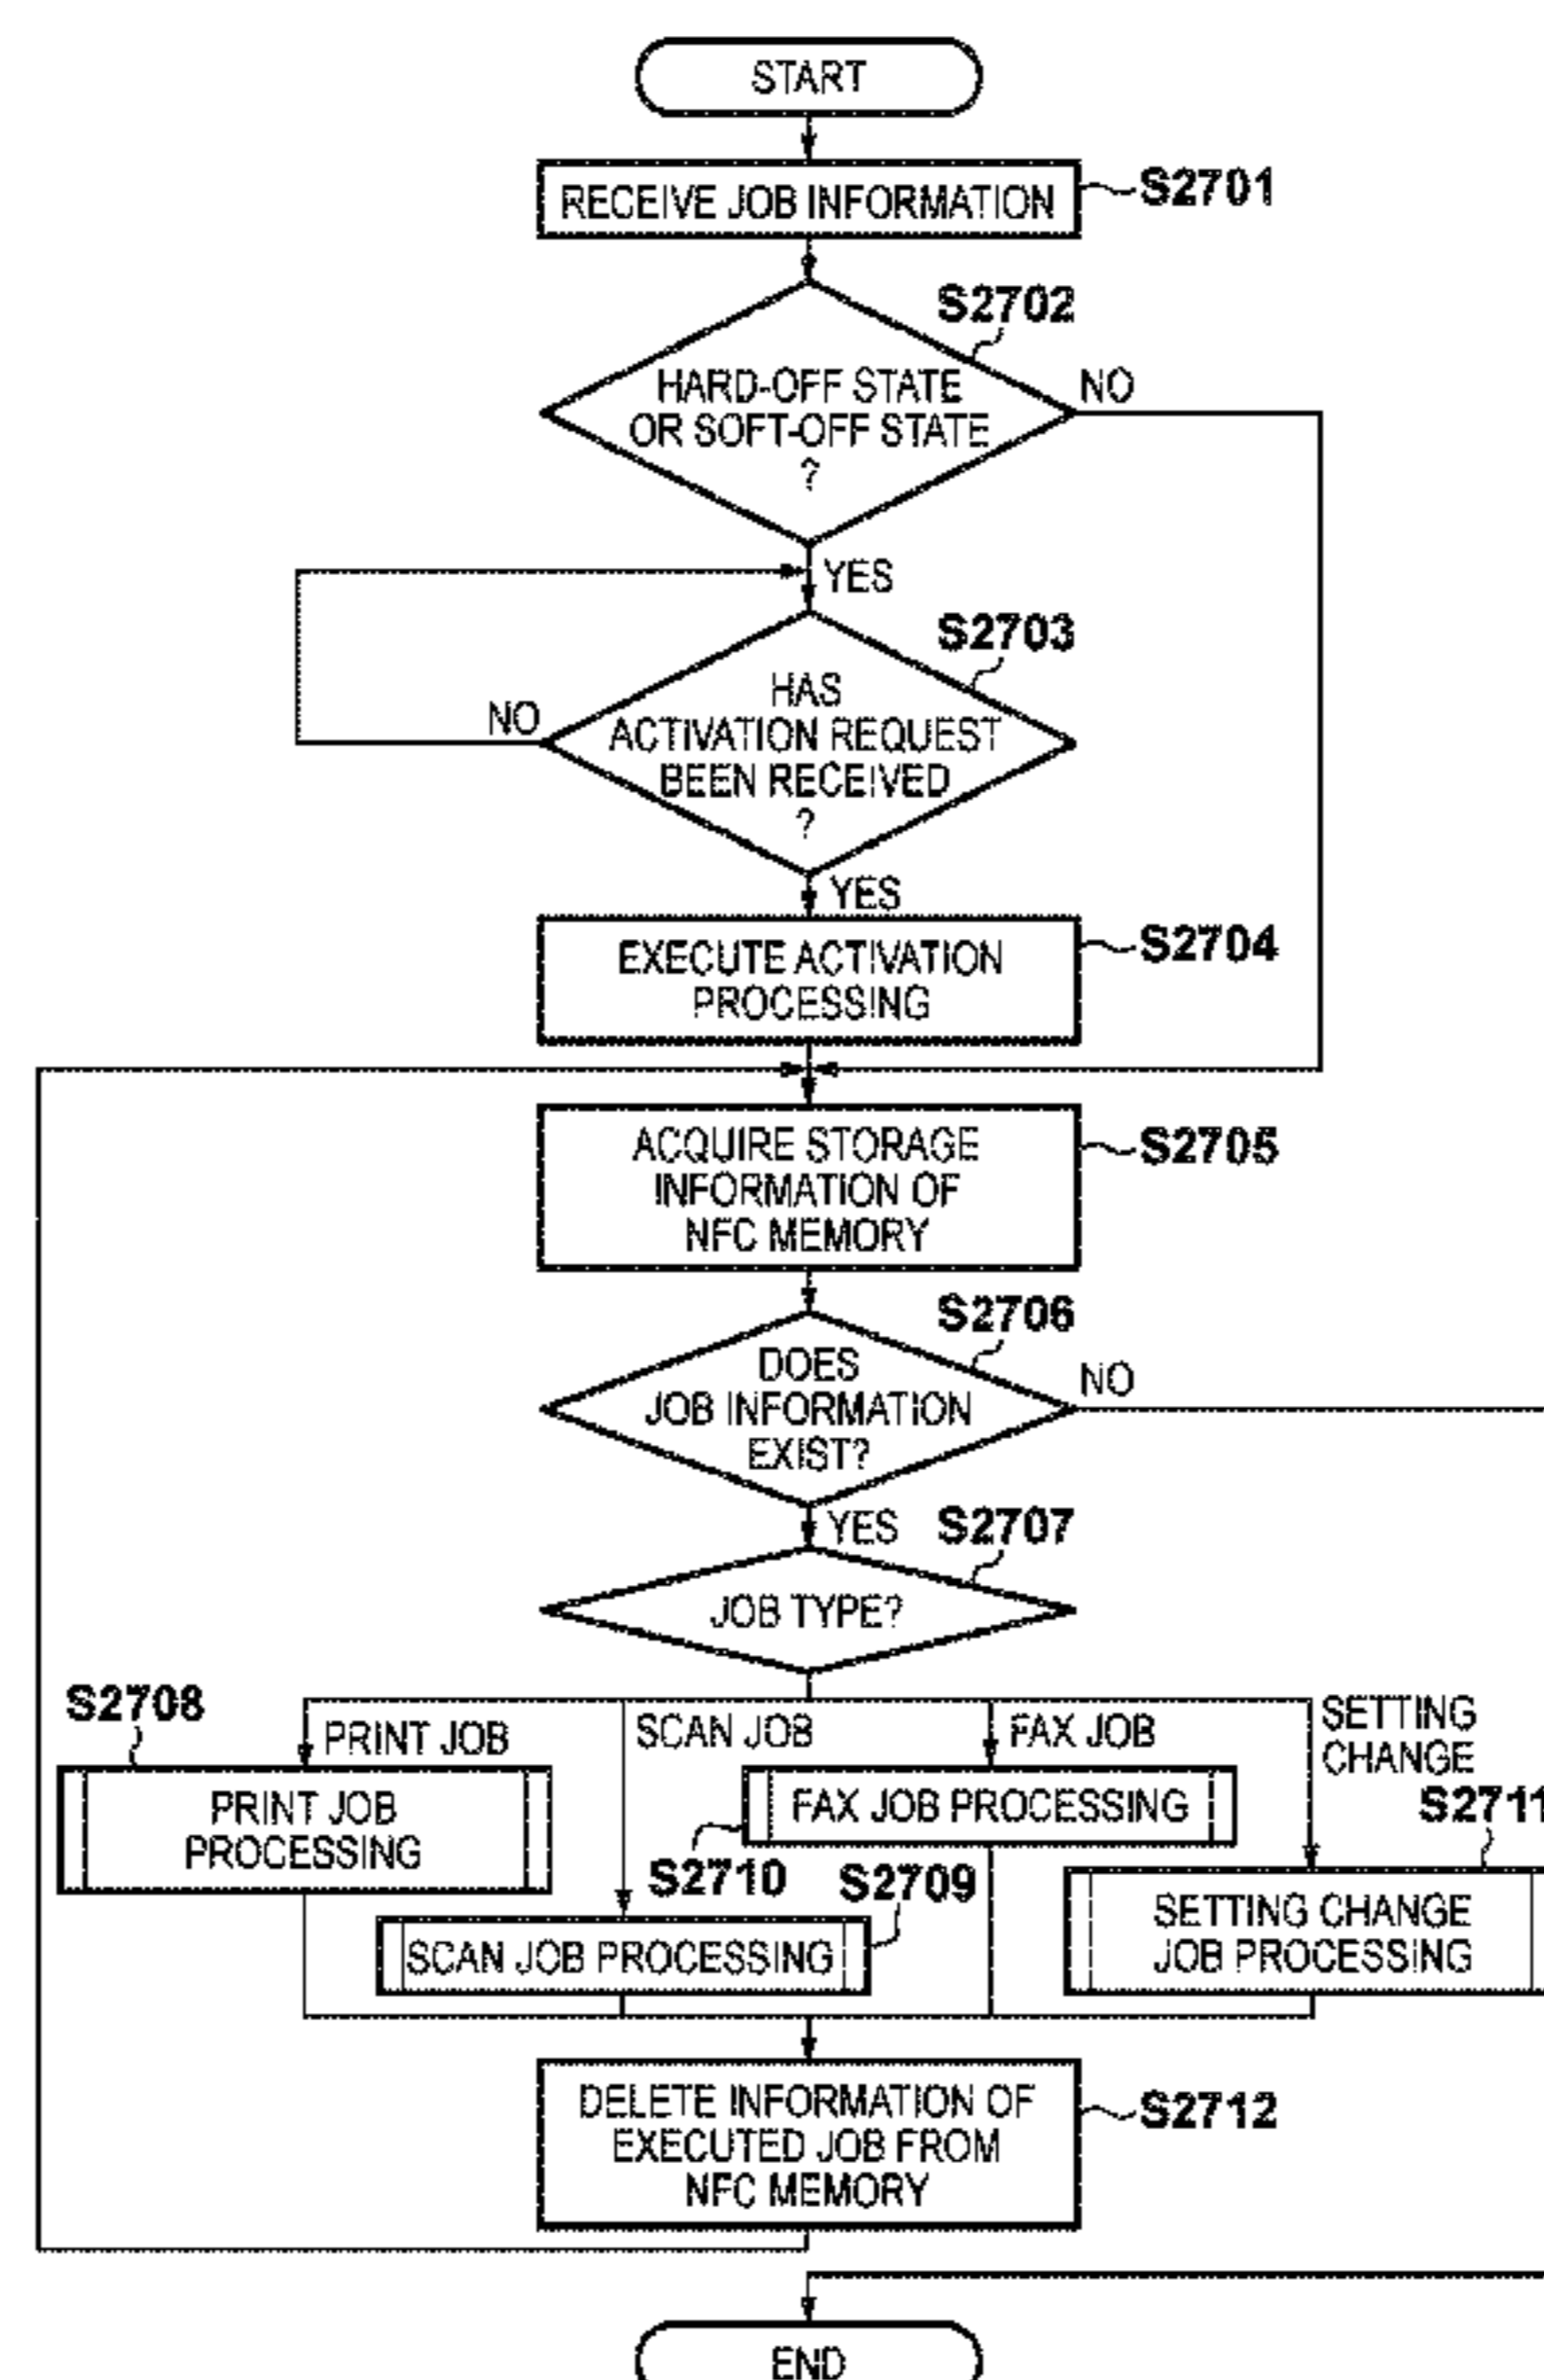 START
RECEIVE JOB INFORMATION
S2701
S2702
HARD-OFF STATE
OR SOFT-OFF STATE
?
NO
YES
S2703
HAS
ACTIVATION REQUEST
BEEN RECEIVED
?
NO
YES
EXECUTE ACTIVATION
PROCESSING
S2704
ACQUIRE STORAGE
INFORMATION OF
NFC MEMORY
S2705
S2706
DOES
JOB INFORMATION
EXIST?
NO
YES
S2707
JOB TYPE?
S2708
PRINT JOB
SCAN JOB
FAX JOB
SETTING
CHANGE
PRINT JOB
PROCESSING
FAX JOB PROCESSING
S2711
S2710
S2709
SCAN JOB PROCESSING
SETTING CHANGE
JOB PROCESSING
DELETE INFORMATION OF
EXECUTED JOB FROM
NFC MEMORY
S2712
END